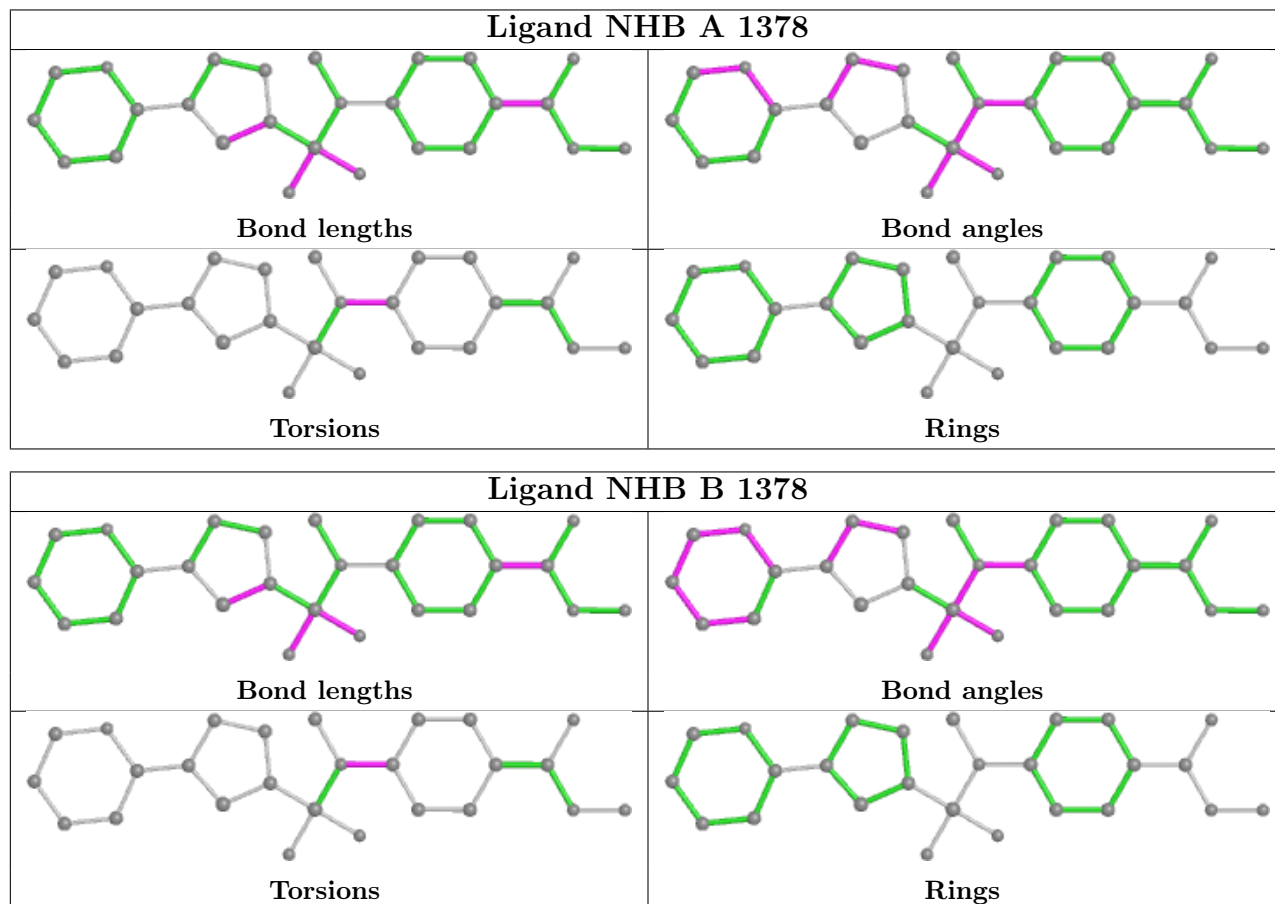 Ligand NHB A 1378
Bond lengths
Bond angles
Torsions
Rings
Ligand NHB B 1378
Bond lengths
Bond angles
Torsions
Rings